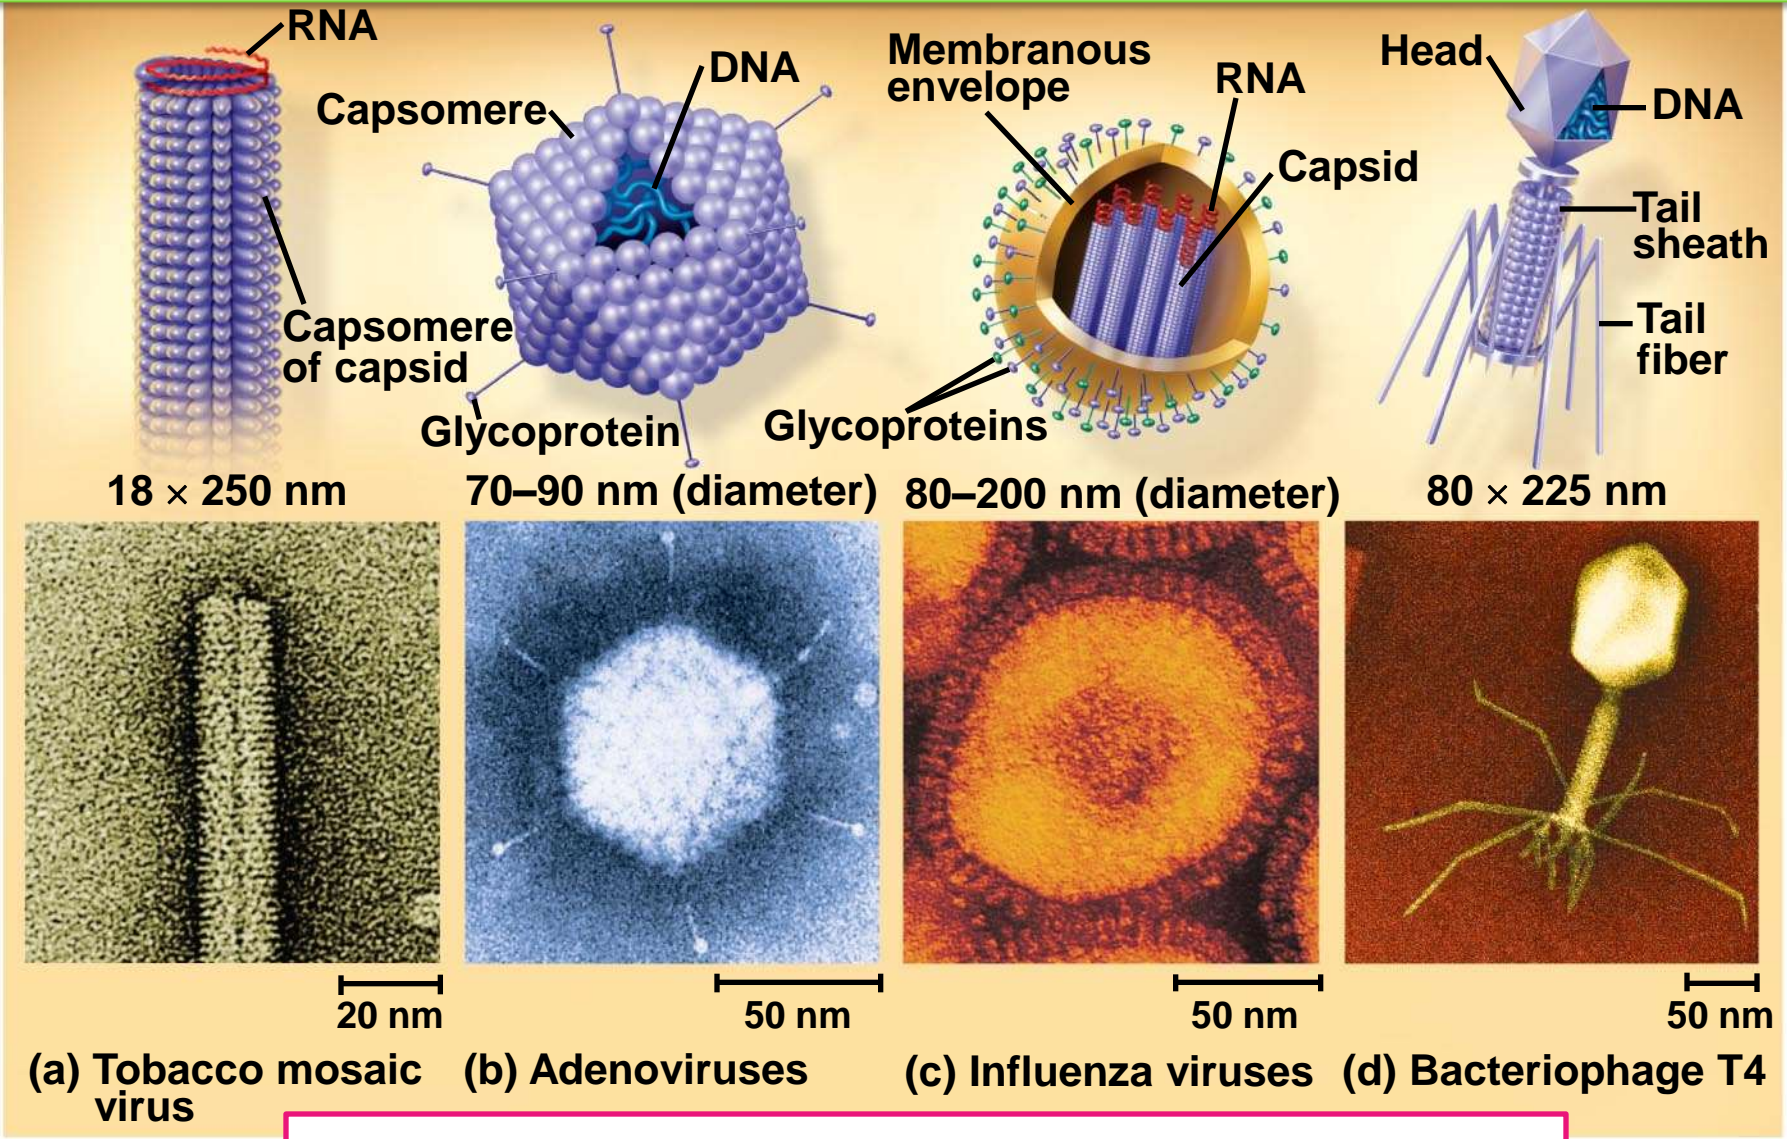 RNA
Capsomere
of capsid
18 × 250 nm
20 nm
(a) Tobacco mosaic
virus
Capsomere
DNA
Glycoprotein
70–90 nm (diameter)
50 nm
(b) Adenoviruses
Membranous
envelope
RNA
Capsid
Glycoproteins
80–200 nm (diameter)
50 nm
(c) Influenza viruses
Head
DNA
Tail
sheath
Tail
fiber
80 × 225 nm
50 nm
(d) Bacteriophage T4